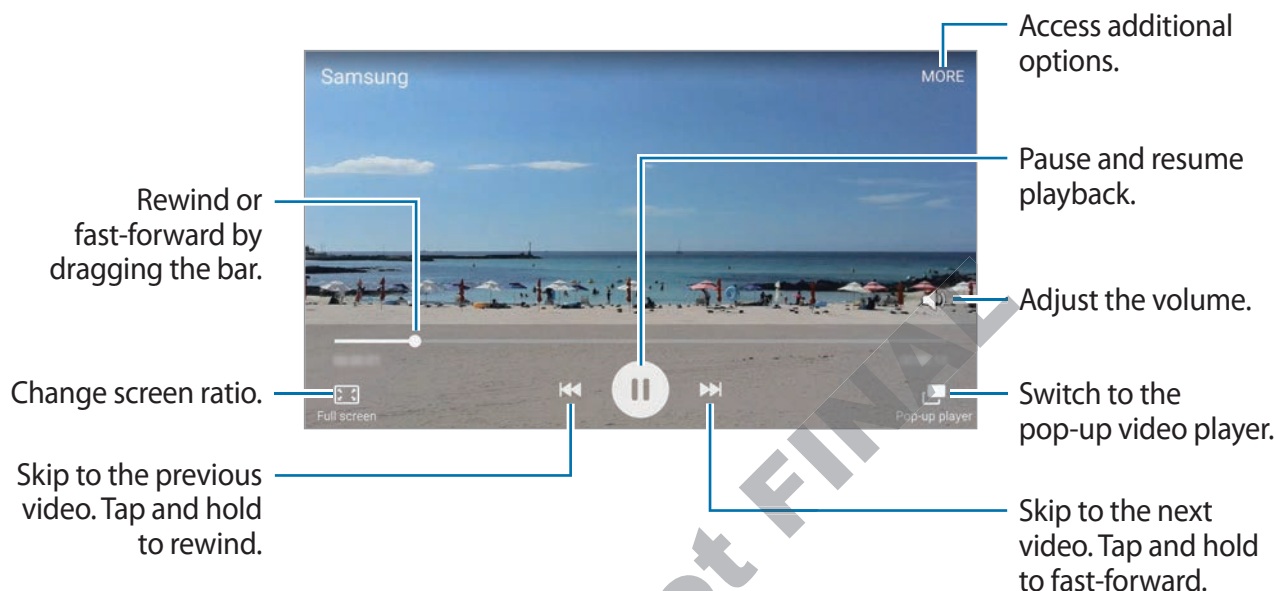 Access additional
options.
Samsung
MORE
Pause and resume
playback.
Rewind or
fast-forward by
dragging the bar.
Adjust the volume.
Change screen ratio.
Full screen
Pop-up player
Switch to the
pop-up video player.
Skip to the previous
video. Tap and hold
to rewind.
Skip to the next
video. Tap and hold
to fast-forward.
FINAL